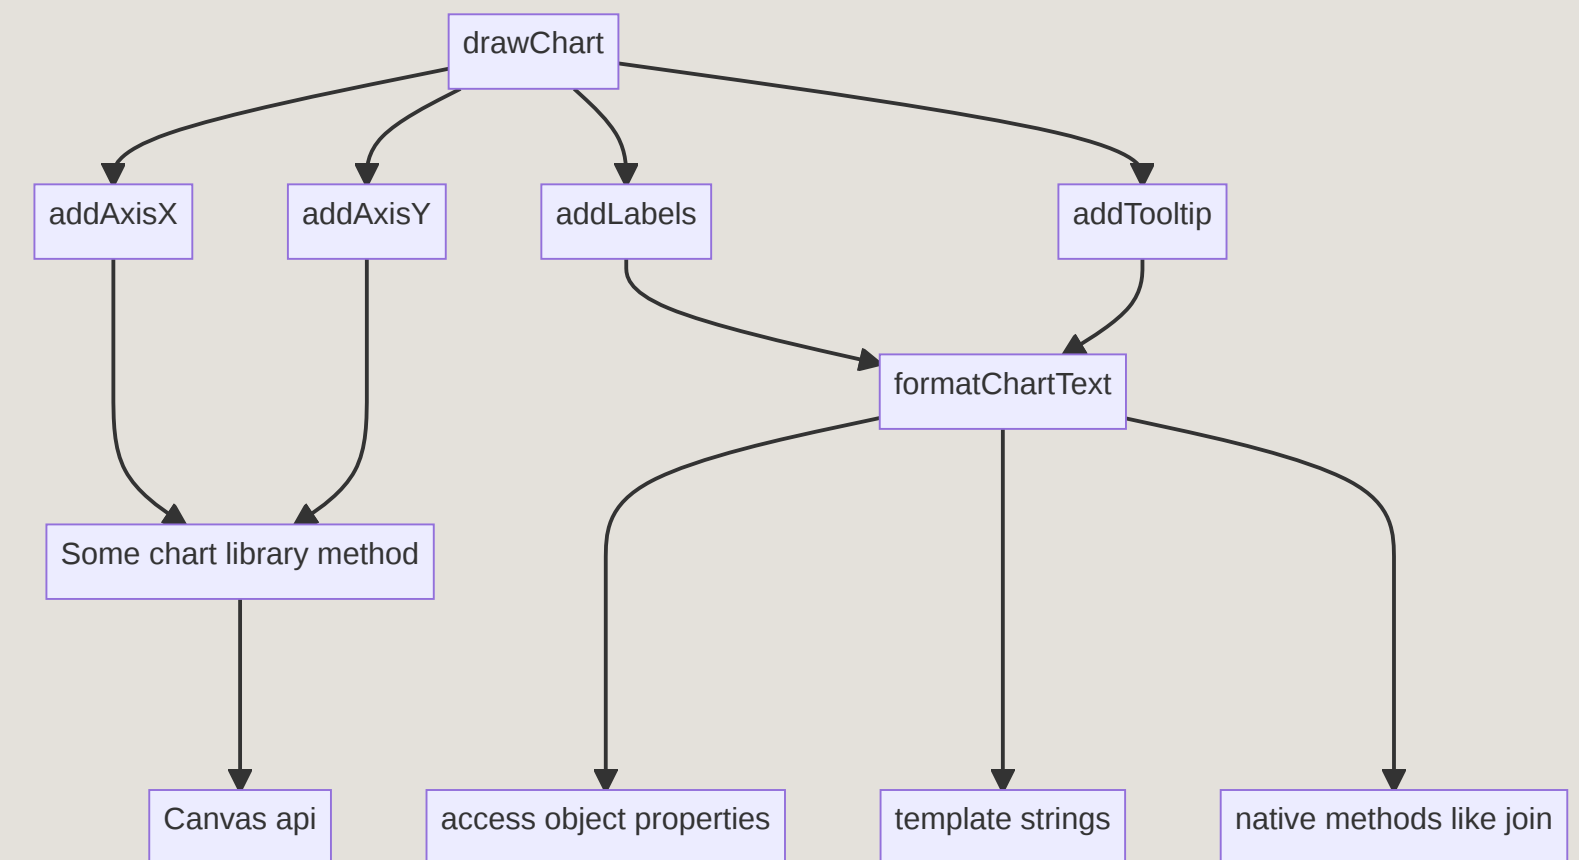 drawChart
addAxisX
addAxisY
addLabels
addTooltip
formatChartText
Some chart library method
Canvas api
access object properties
template strings
native methods like join